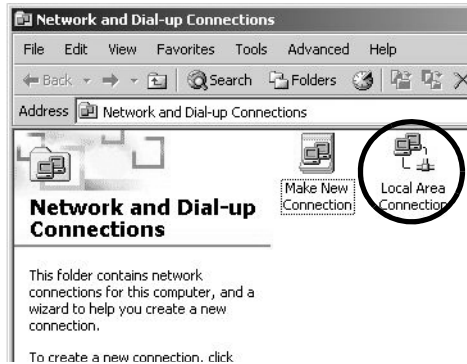 Network and Dial-up Connections
File Edit View Favorites Tools Advanced Help
Back Search Folders
Address Network and Dial-up Connections
Make New
Connection
Local Area
Connection
Network and Dial-up
Connections
This folder contains network
connections for this computer, and a
wizard to help you create a new
connection.
To create a new connection, click